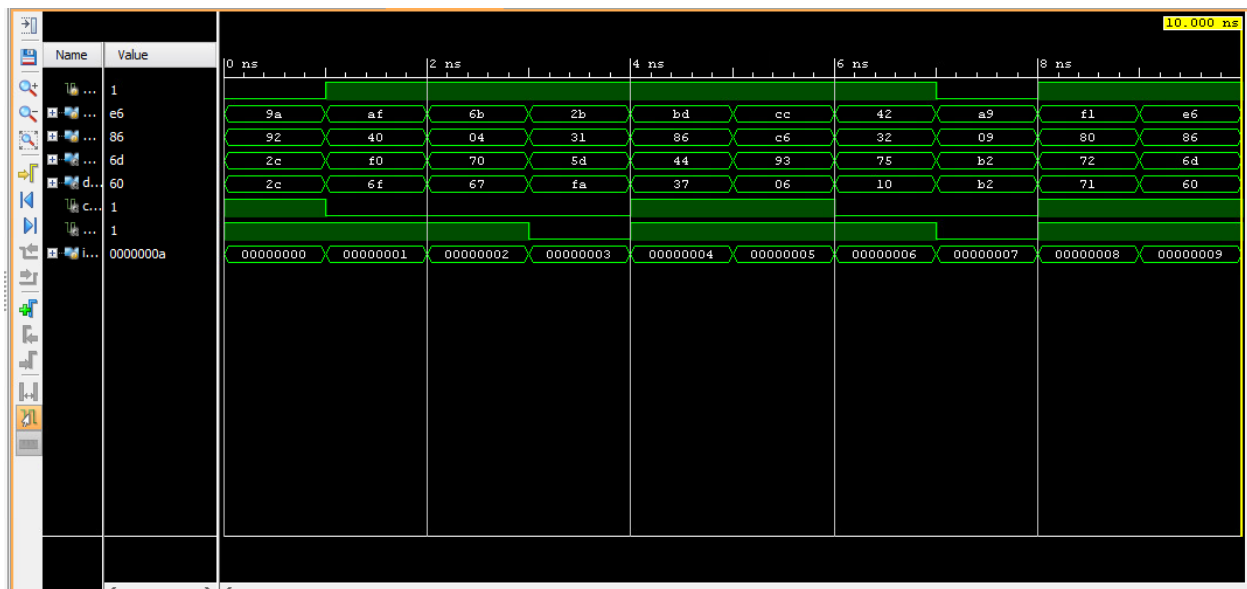 10.000 ns
Name Value
0 ns 2 ns 4 ns 6 ns 8 ns
... 1
... e6 9a af 6b 2b bd cc 42 a9 f1 e6
... 86 92 40 04 31 86 c6 32 09 80 86
... 6d 2c f0 70 5d 44 93 75 b2 72 6d
d... 60 2c 6f 67 fa 37 06 10 b2 71 60
c... 1
... 1
i... 0000000a 00000000 00000001 00000002 00000003 00000004 00000005 00000006 00000007 00000008 00000009